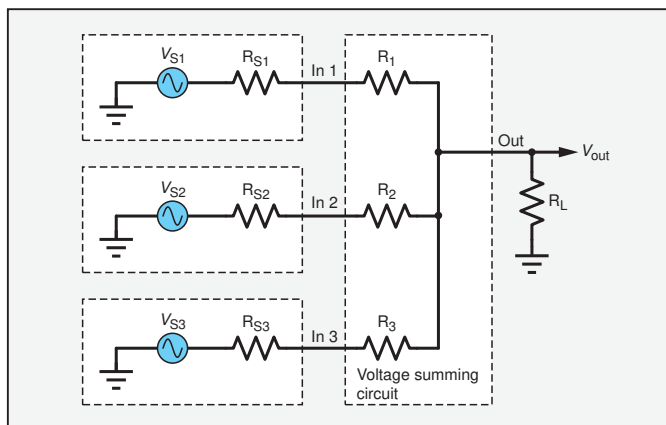 VS1
RS1
In 1
R1
Out
Vout
RL
VS2
RS2
In 2
R2
VS3
RS3
In 3
R3
Voltage summing
circuit